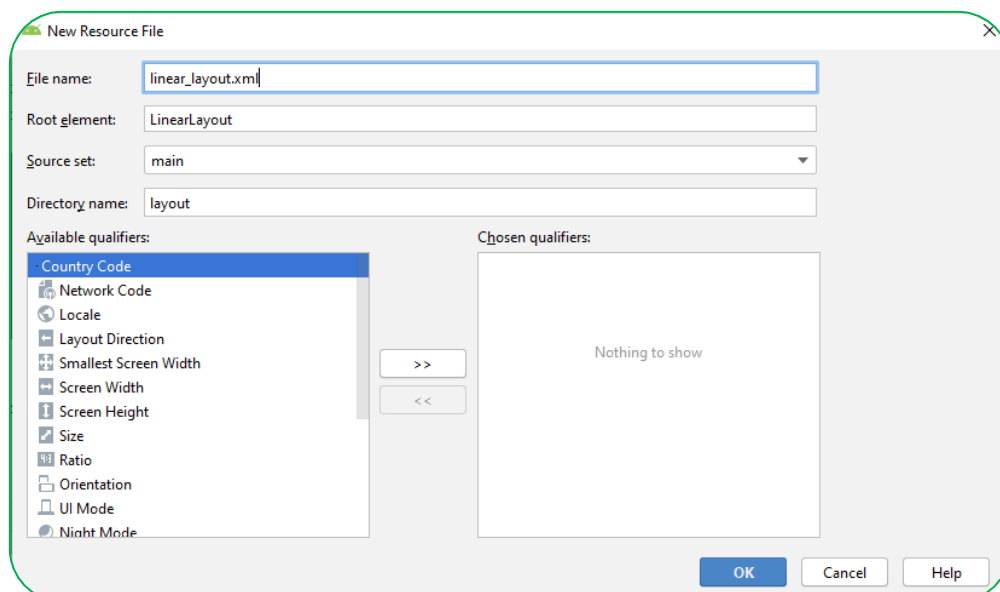 New Resource File
File name: linear_layout.xml
Root element: LinearLayout
Source set: main
Directory name: layout
Available qualifiers: Chosen qualifiers:
Country Code
Network Code
Locale
Layout Direction
Smallest Screen Width
Nothing to show
>>
Screen Width
<<
Screen Height
Size
Ratio
Orientation
UI Mode
Night Mode
OK Cancel Help